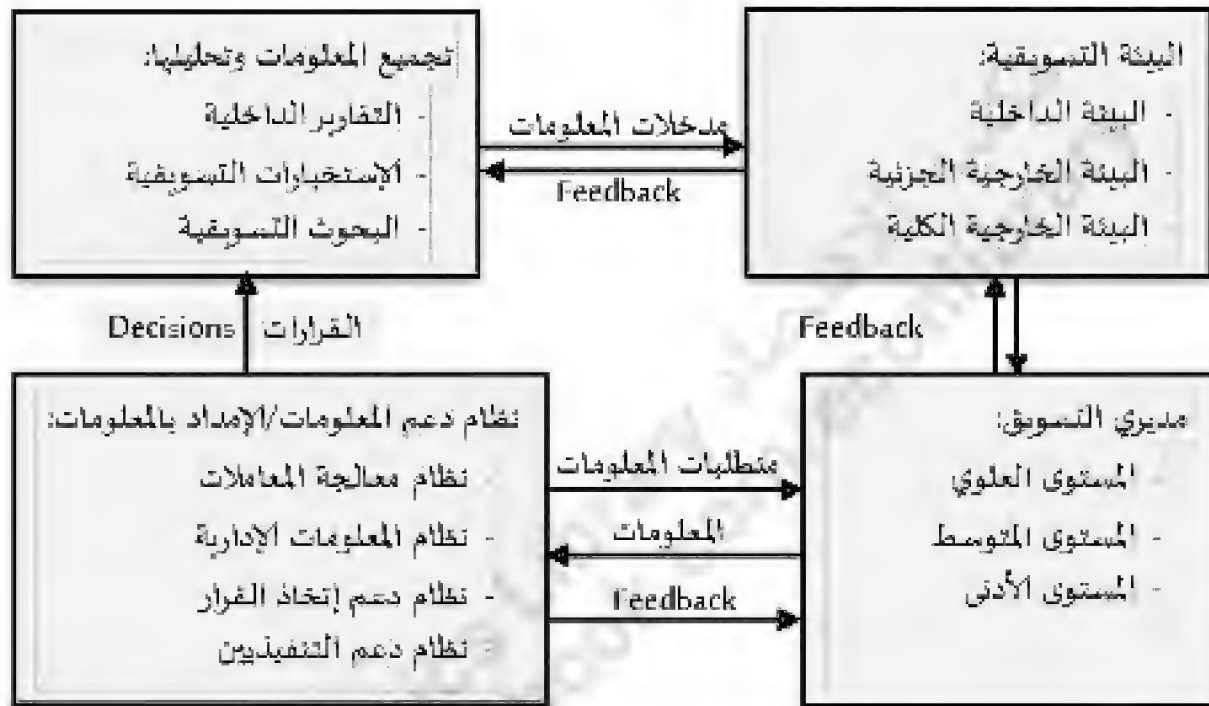 البيئة التسويقية:
- البيئة الداخلية
- البيئة الخارجية الجزئية
- البيئة الخارجية الكلية
مدخلات المعلومات
Feedback
تجميع المعلومات وتحليلها:
- التقارير الداخلية
- الإستخبارات التسويقية
- البحوث التسويقية
Feedback
القرارات Decisions
مديري التسويق:
- المستوى العلوي
- المستوى المتوسط
- المستوى الأدنى
متطلبات المعلومات
المعلومات
Feedback
نظام دعم المعلومات/الإمداد بالمعلومات:
- نظام معالجة المعاملات
- نظام المعلومات الإدارية
- نظام دعم إتخاذ القرار
- نظام دعم التنفيذيين